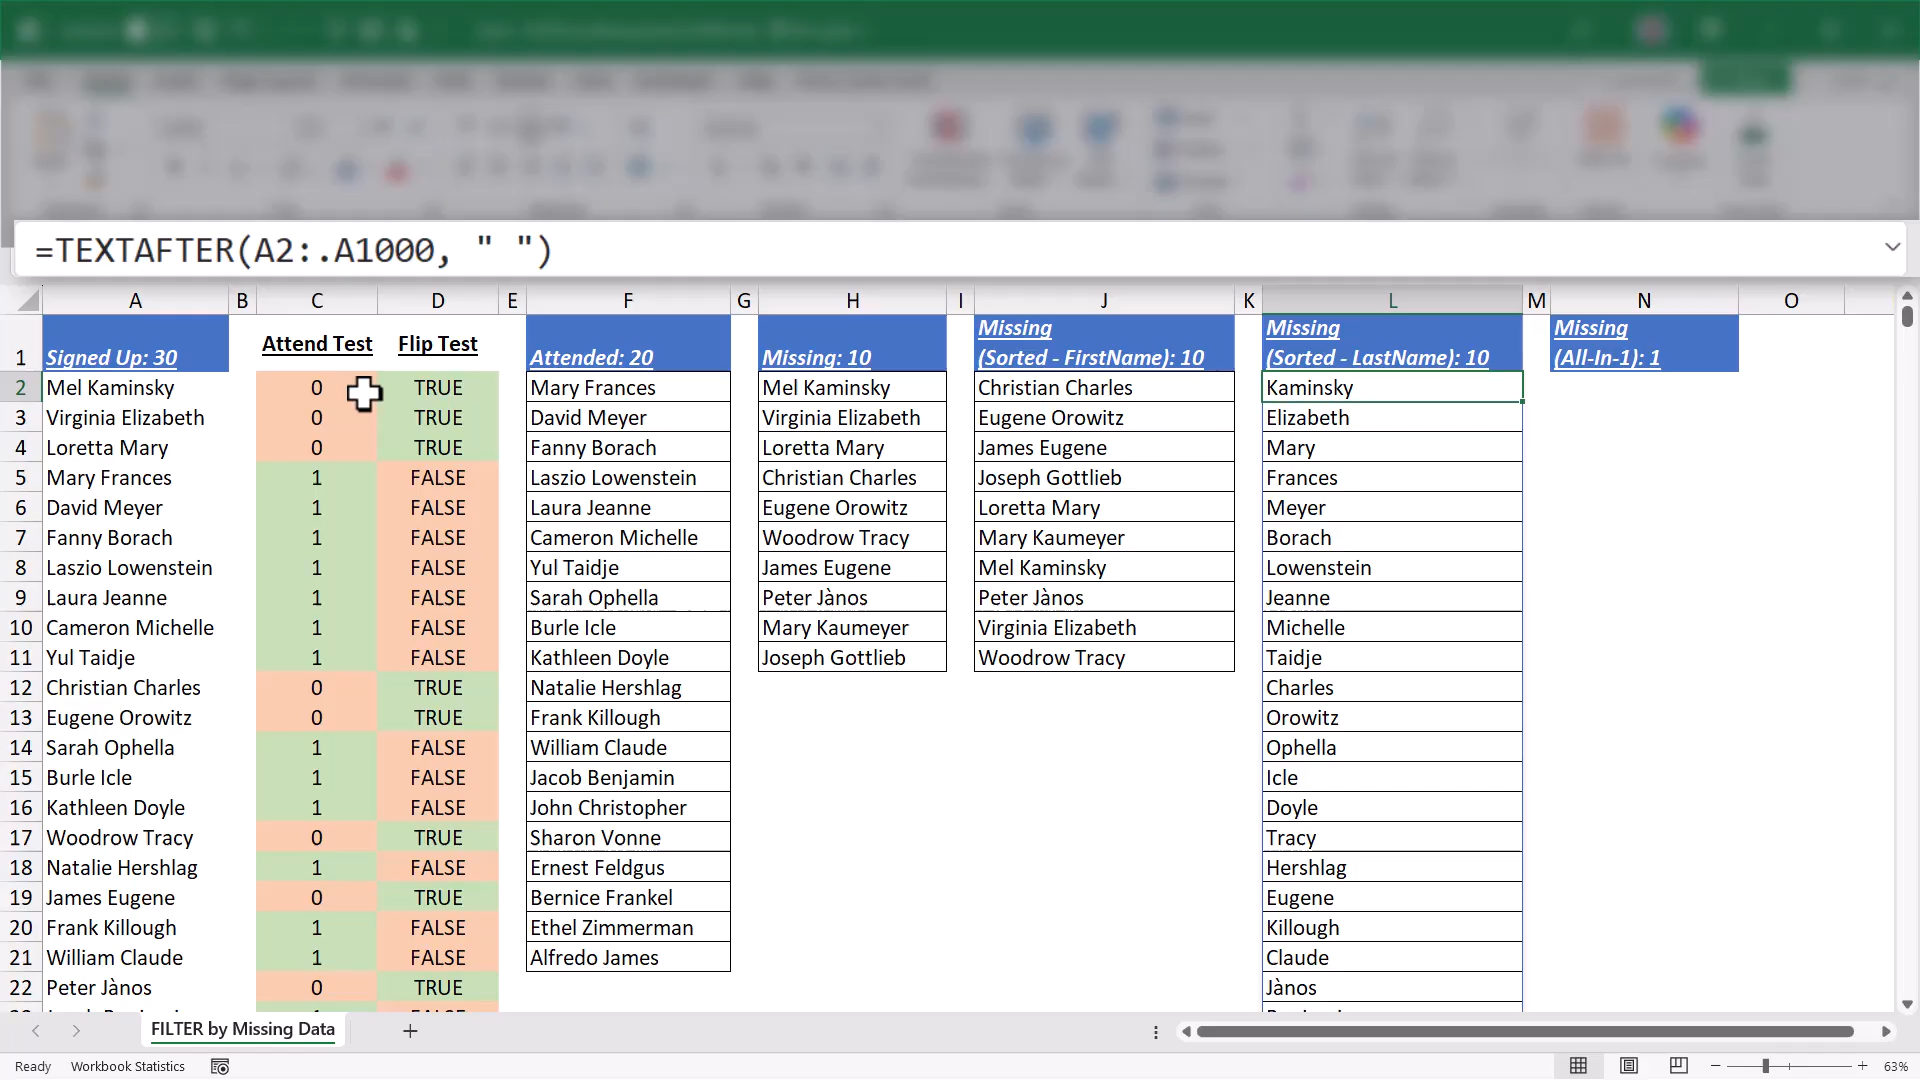 =TEXTAFTER(A2:.A1000, " ")
A B C D E F G H I J K L M N O
1 Signed Up: 30 Attend Test Flip Test Attended: 20 Missing: 10 Missing (Sorted - FirstName): 10 Missing (Sorted - LastName): 10 Missing (All-In-1): 1
2 Mel Kaminsky 0 TRUE Mary Frances Mel Kaminsky Christian Charles Kaminsky
3 Virginia Elizabeth 0 TRUE David Meyer Virginia Elizabeth Eugene Orowitz Elizabeth
4 Loretta Mary 0 TRUE Fanny Borach Loretta Mary James Eugene Mary
5 Mary Frances 1 FALSE Laszio Lowenstein Christian Charles Joseph Gottlieb Frances
6 David Meyer 1 FALSE Laura Jeanne Eugene Orowitz Loretta Mary Meyer
7 Fanny Borach 1 FALSE Cameron Michelle Woodrow Tracy Mary Kaumeyer Borach
8 Laszio Lowenstein 1 FALSE Yul Taidje James Eugene Mel Kaminsky Lowenstein
9 Laura Jeanne 1 FALSE Sarah Ophella Peter Jànos Peter Jànos Jeanne
10 Cameron Michelle 1 FALSE Burle Icle Mary Kaumeyer Virginia Elizabeth Michelle
11 Yul Taidje 1 FALSE Kathleen Doyle Joseph Gottlieb Woodrow Tracy Taidje
12 Christian Charles 0 TRUE Natalie Hershlag Charles
13 Eugene Orowitz 0 TRUE Frank Killough Orowitz
14 Sarah Ophella 1 FALSE William Claude Ophella
15 Burle Icle 1 FALSE Jacob Benjamin Icle
16 Kathleen Doyle 1 FALSE John Christopher Doyle
17 Woodrow Tracy 0 TRUE Sharon Vonne Tracy
18 Natalie Hershlag 1 FALSE Ernest Feldgus Hershlag
19 James Eugene 0 TRUE Bernice Frankel Eugene
20 Frank Killough 1 FALSE Ethel Zimmerman Killough
21 William Claude 1 FALSE Alfredo James Claude
22 Peter Jànos 0 TRUE Jànos
FILTER by Missing Data
Ready Workbook Statistics 63%